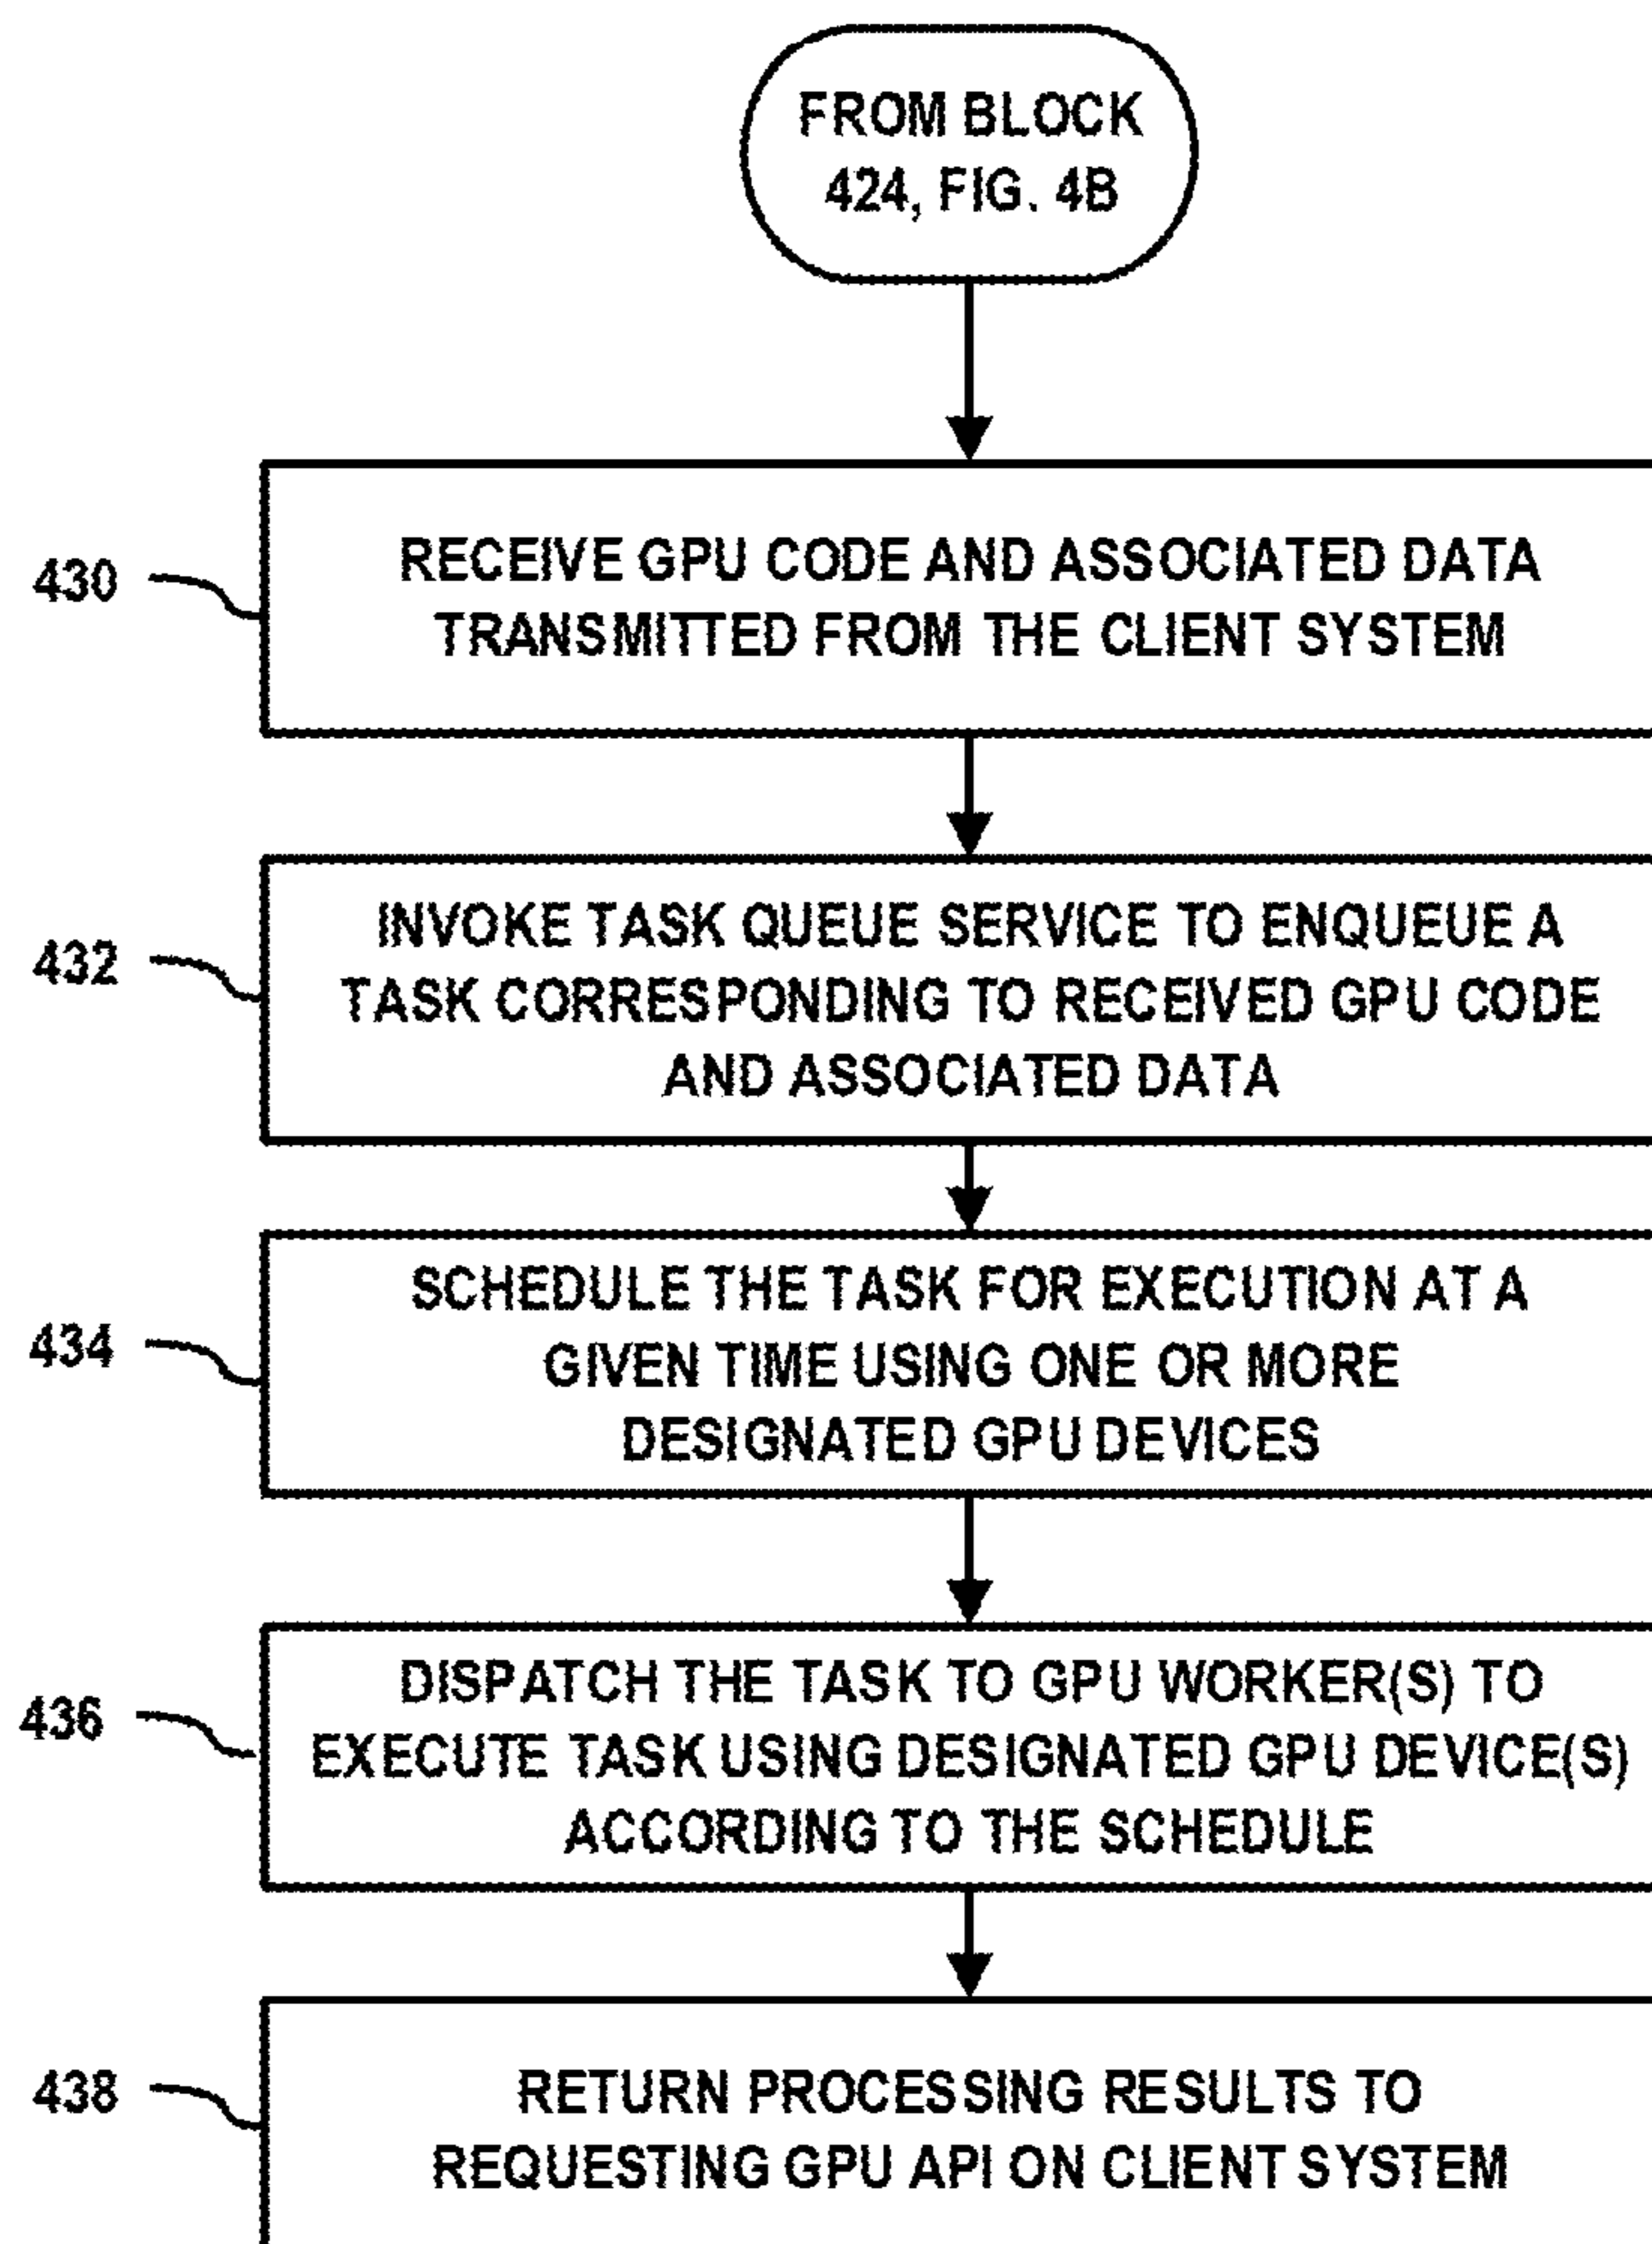 FROM BLOCK
424, FIG. 4B
430
RECEIVE GPU CODE AND ASSOCIATED DATA
TRANSMITTED FROM THE CLIENT SYSTEM
432
INVOKE TASK QUEUE SERVICE TO ENQUEUE A
TASK CORRESPONDING TO RECEIVED GPU CODE
AND ASSOCIATED DATA
434
SCHEDULE THE TASK FOR EXECUTION AT A
GIVEN TIME USING ONE OR MORE
DESIGNATED GPU DEVICES
436
DISPATCH THE TASK TO GPU WORKER(S) TO
EXECUTE TASK USING DESIGNATED GPU DEVICE(S)
ACCORDING TO THE SCHEDULE
438
RETURN PROCESSING RESULTS TO
REQUESTING GPU API ON CLIENT SYSTEM